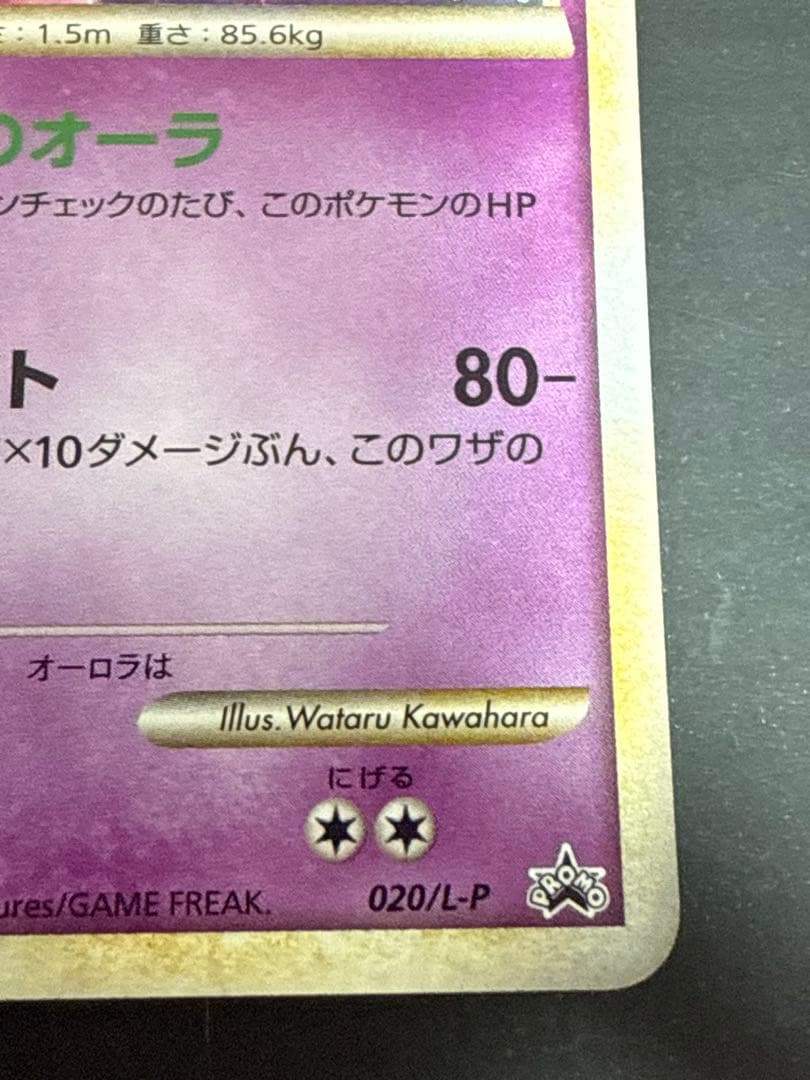 ：1.5m 重さ：85.6kg
のオーラ
ンチェックのたび、このポケモンのHP
ト 80−
×10ダメージぶん、このワザの
オーロラは
Illus. Wataru Kawahara
にげる
ures/GAME FREAK. 020/L-P PROMO